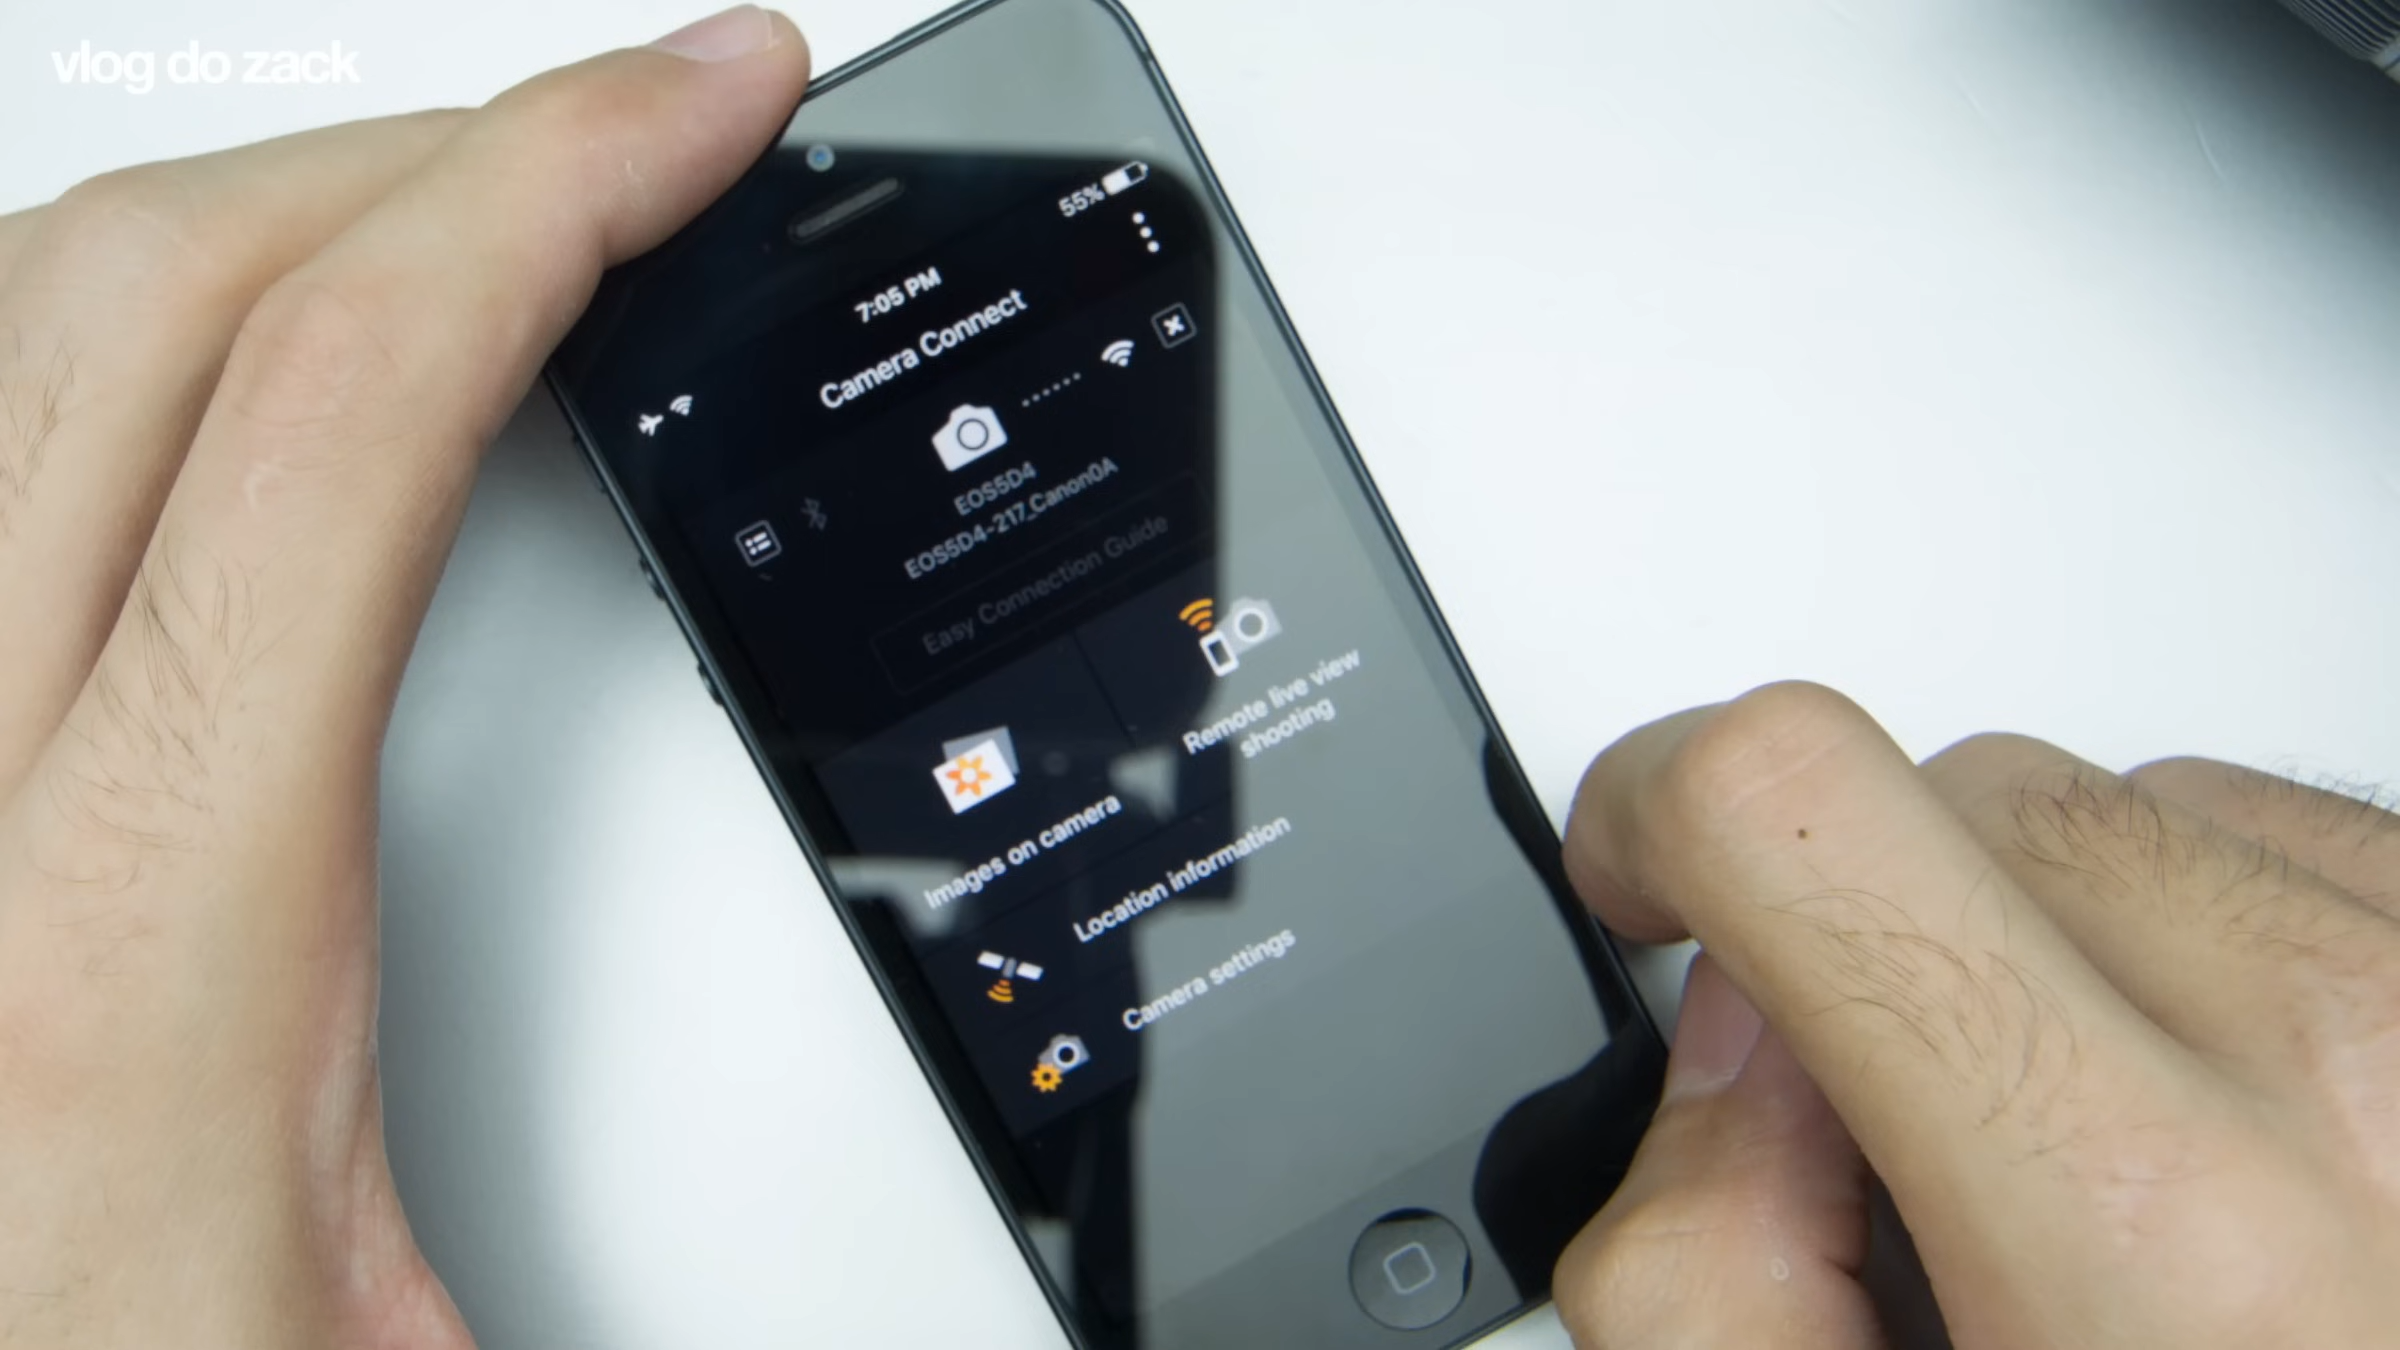 vlog do zack
55%
7:05 PM
Camera Connect
EOS5D4
EOS5D4-217_Canon0A
Easy Connection Guide
Remote live view
shooting
Images on camera
Location information
Camera settings